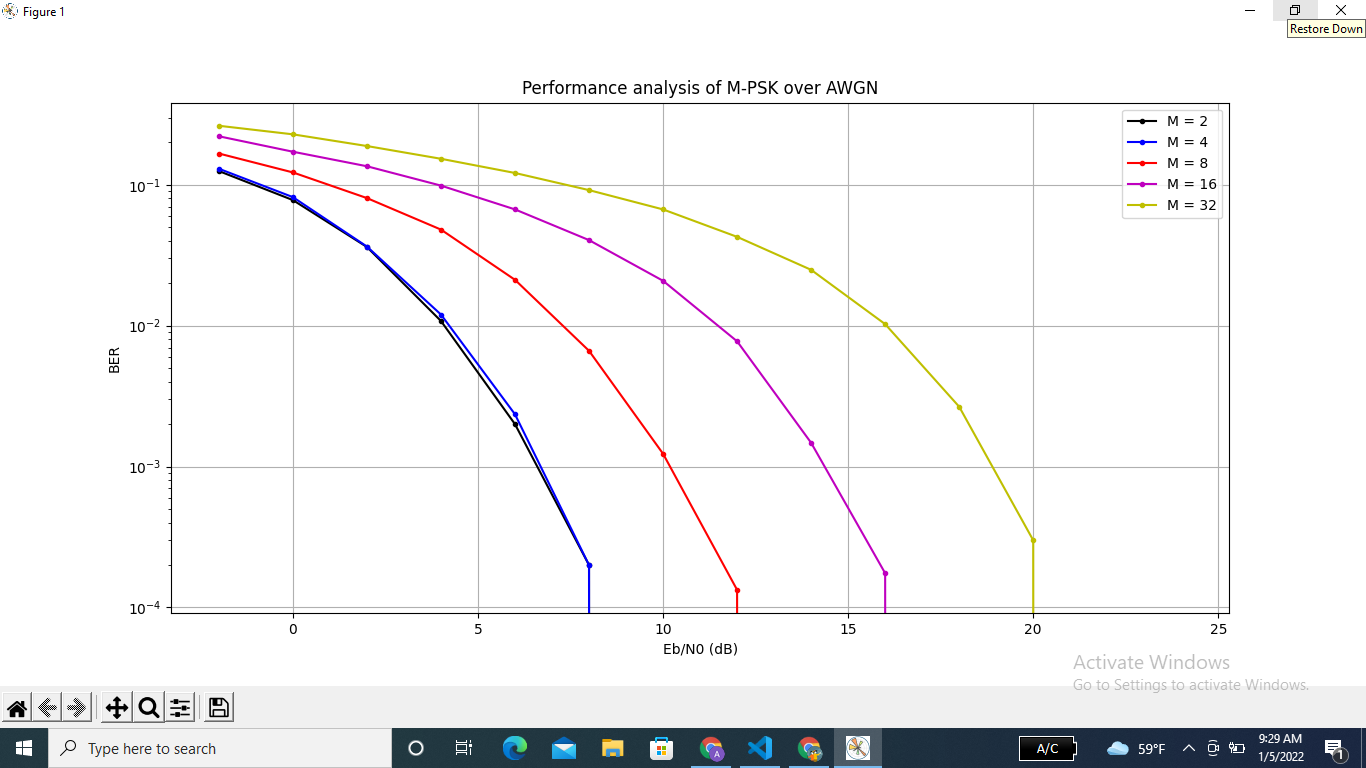 Figure 1
Restore Down
Performance analysis of M-PSK over AWGN
M = 2
M = 4
M = 8
M = 16
M = 32
10⁻¹
10⁻²
10⁻³
10⁻⁴
BER
0 5 10 15 20 25
Eb/N0 (dB)
Activate Windows
Go to Settings to activate Windows.
Type here to search
A
A/C
59°F
9:29 AM
1/5/2022
1